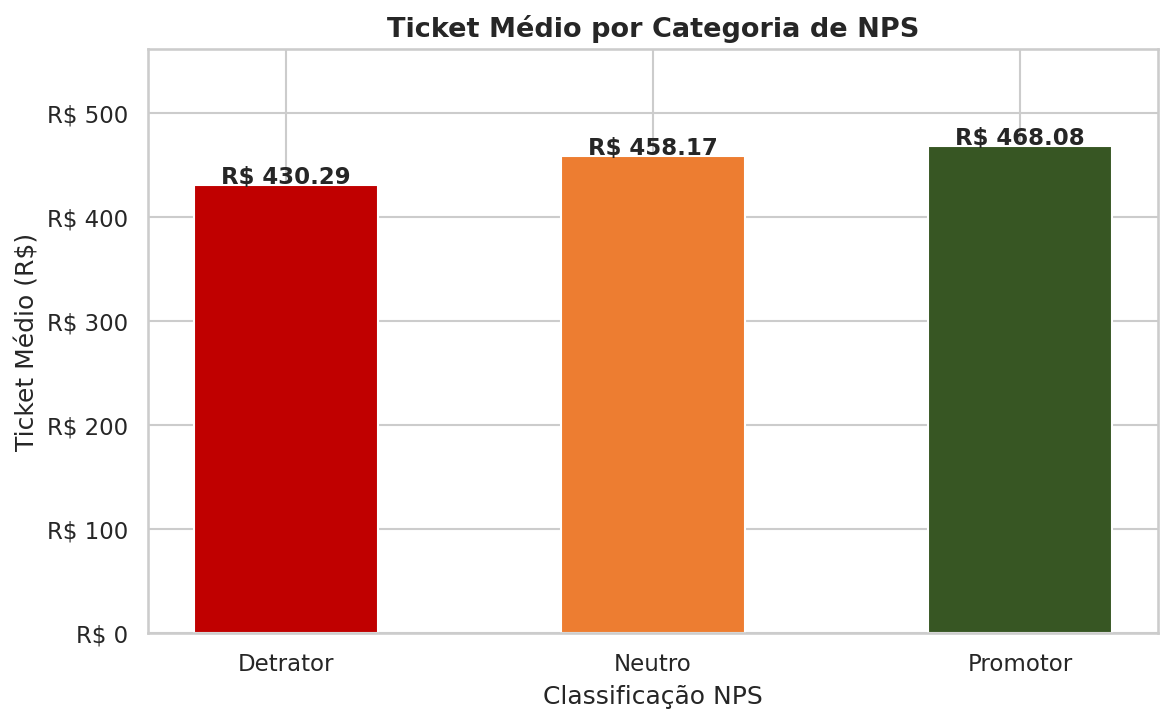 Ticket Médio por Categoria de NPS
Ticket Médio (R$)
R$ 500
R$ 400
R$ 300
R$ 200
R$ 100
R$ 0
R$ 430.29
R$ 458.17
R$ 468.08
Detrator
Neutro
Promotor
Classificação NPS